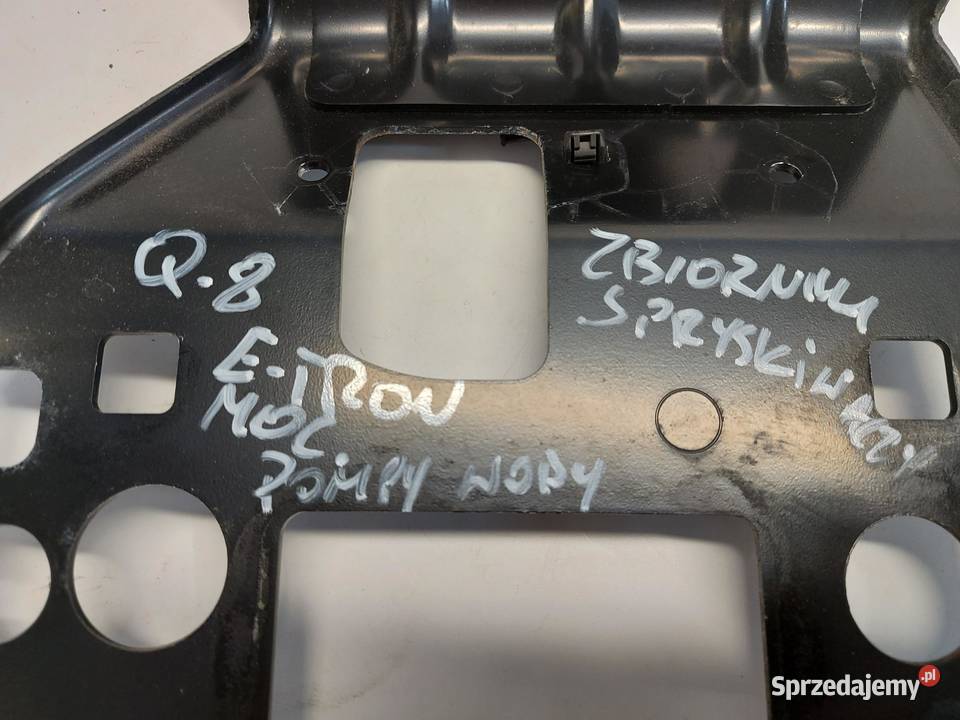 Q.8
E-TRON
MOC
POMPY WODY
ZBIORNIKA
SPRYSKIWACZY
Sprzedajemy.pl